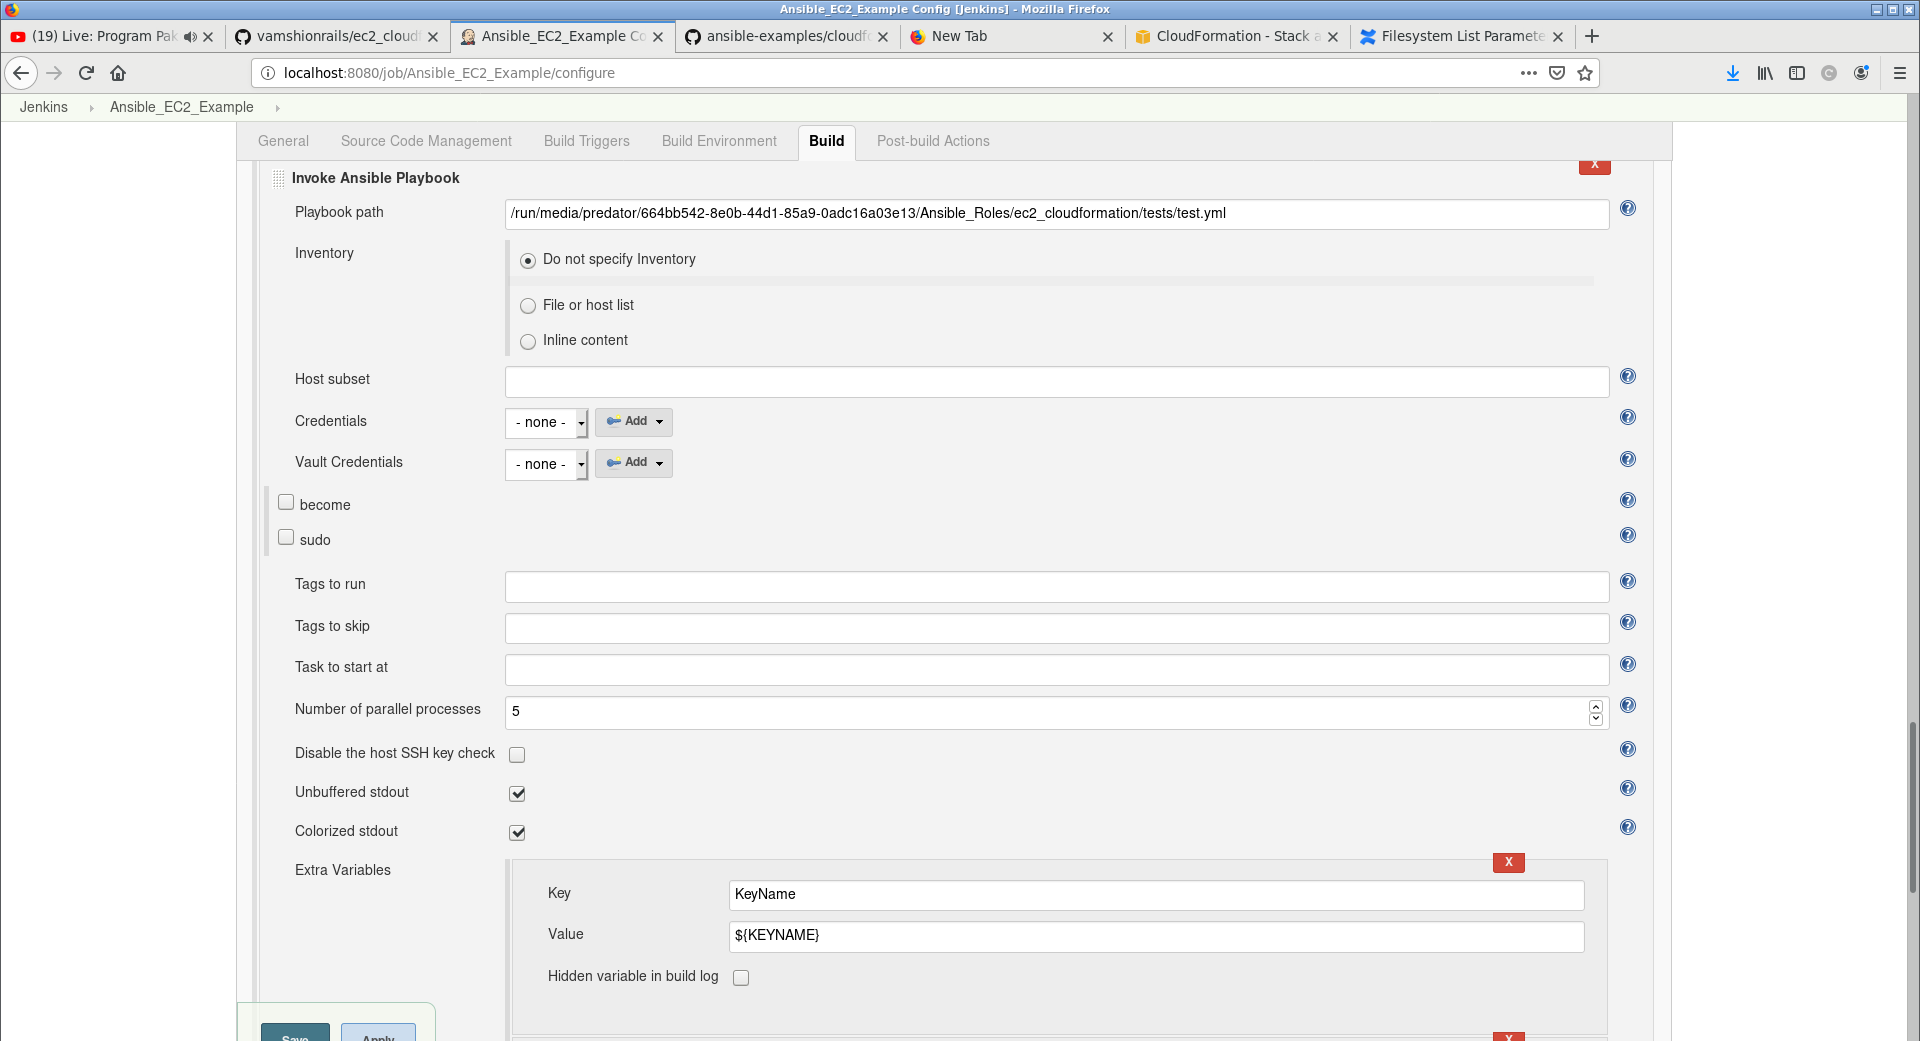 Ansible_EC2_Example Config [Jenkins] - Mozilla Firefox
(19) Live: Program Pak
vamshionrails/ec2_cloudf
Ansible_EC2_Example Co
ansible-examples/cloudfo
New Tab
CloudFormation - Stack a
Filesystem List Paramete
localhost:8080/job/Ansible_EC2_Example/configure
Jenkins
Ansible_EC2_Example
General
Source Code Management
Build Triggers
Build Environment
Build
Post-build Actions
X
Invoke Ansible Playbook
Playbook path
/run/media/predator/664bb542-8e0b-44d1-85a9-0adc16a03e13/Ansible_Roles/ec2_cloudformation/tests/test.yml
Inventory
Do not specify Inventory
File or host list
Inline content
Host subset
Credentials
- none -
Add
Vault Credentials
- none -
Add
become
sudo
Tags to run
Tags to skip
Task to start at
Number of parallel processes
5
Disable the host SSH key check
Unbuffered stdout
Colorized stdout
Extra Variables
X
Key
KeyName
Value
${KEYNAME}
Hidden variable in build log
Save
Apply
X